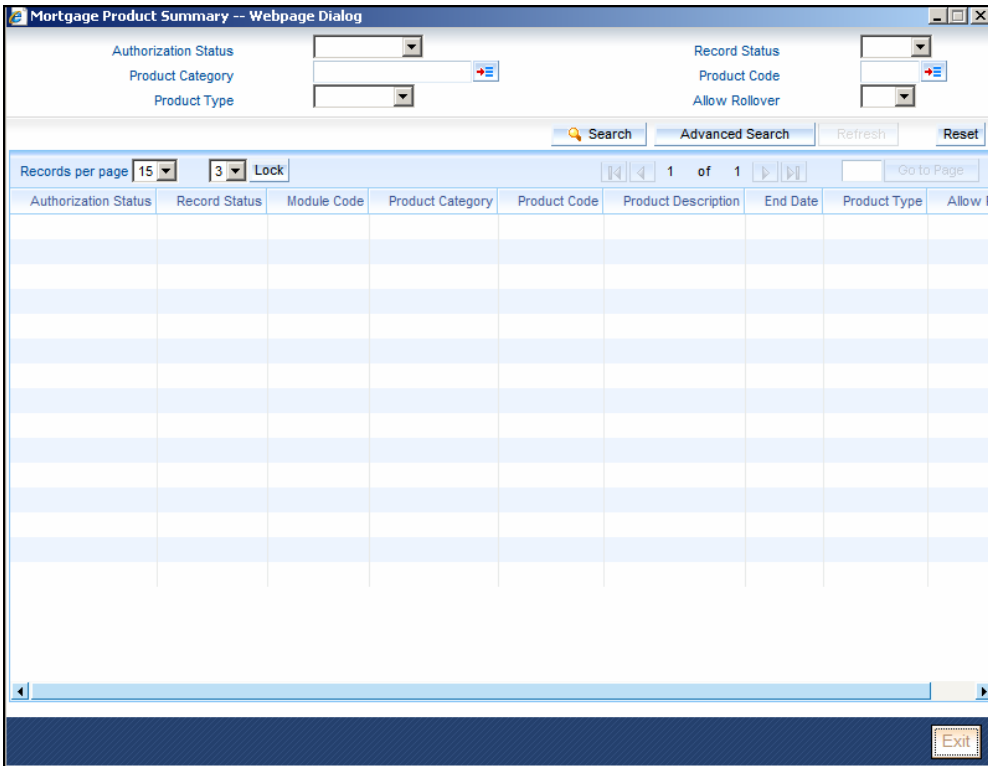 Mortgage Product Summary -- Webpage Dialog
Authorization Status Record Status
Product Category Product Code
Product Type Allow Rollover
Search Advanced Search Refresh Reset
Records per page 15 3 Lock 1 of 1 Go to Page
Authorization Status Record Status Module Code Product Category Product Code Product Description End Date Product Type Allow
Exit